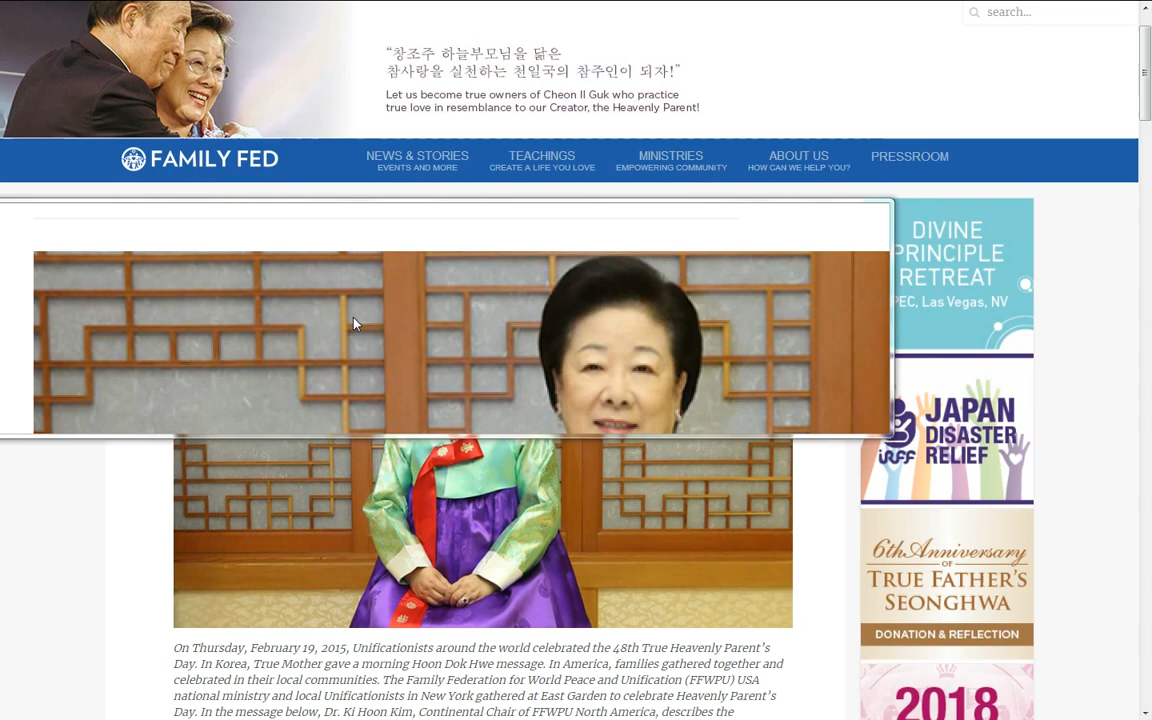 search...
“창조주 하늘부모님을 닮은
참사랑을 실천하는 천일국의 참주인이 되자!”
Let us become true owners of Cheon Il Guk who practice
true love in resemblance to our Creator, the Heavenly Parent!
FAMILY FED
NEWS & STORIES
EVENTS AND MORE
TEACHINGS
CREATE A LIFE YOU LOVE
MINISTRIES
EMPOWERING COMMUNITY
ABOUT US
HOW CAN WE HELP YOU?
PRESSROOM
DIVINE
PRINCIPLE
RETREAT
PEC, Las Vegas, NV
irff
JAPAN
DISASTER
RELIEF
6th Anniversary
OF
TRUE FATHER'S
SEONGHWA
DONATION & REFLECTION
2018
On Thursday, February 19, 2015, Unificationists around the world celebrated the 48th True Heavenly Parent's
Day. In Korea, True Mother gave a morning Hoon Dok Hwe message. In America, families gathered together and
celebrated in their local communities. The Family Federation for World Peace and Unification (FFWPU) USA
national ministry and local Unificationists in New York gathered at East Garden to celebrate Heavenly Parent's
Day. In the message below, Dr. Ki Hoon Kim, Continental Chair of FFWPU North America, describes the